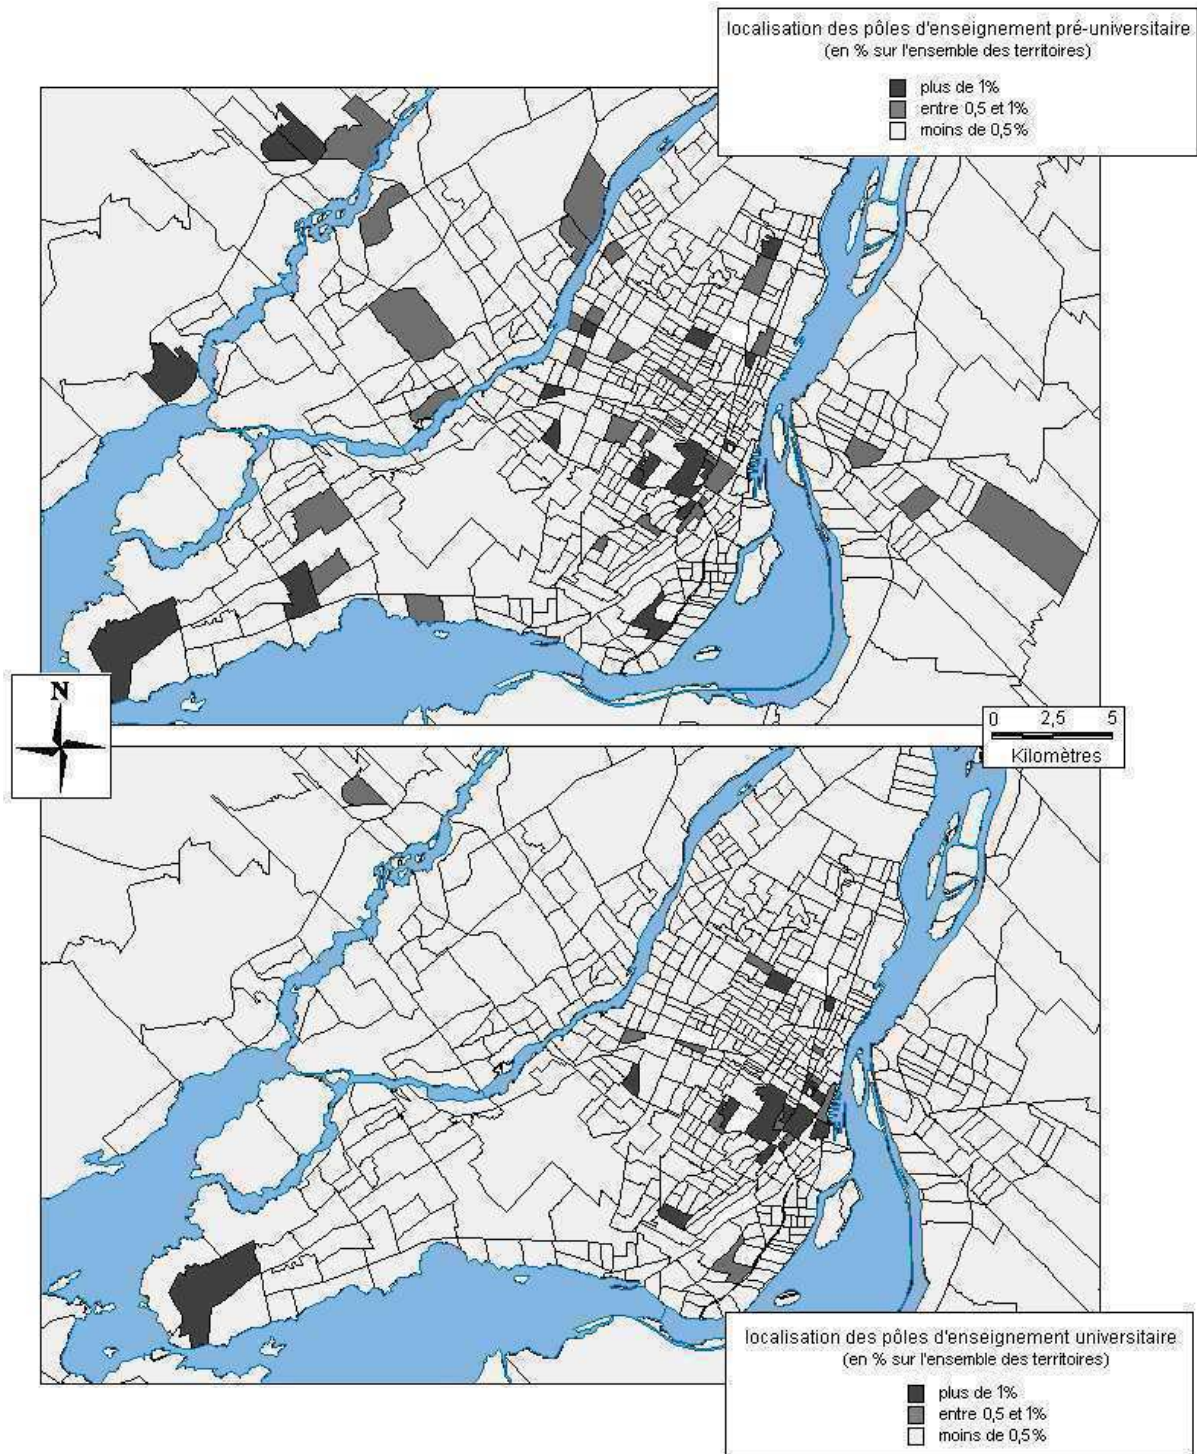 localisation des pôles d'enseignement pré-universitaire
(en % sur l'ensemble des territoires)
plus de 1%
entre 0,5 et 1%
moins de 0,5%
N
0 2,5 5
Kilomètres
localisation des pôles d'enseignement universitaire
(en % sur l'ensemble des territoires)
plus de 1%
entre 0,5 et 1%
moins de 0,5%